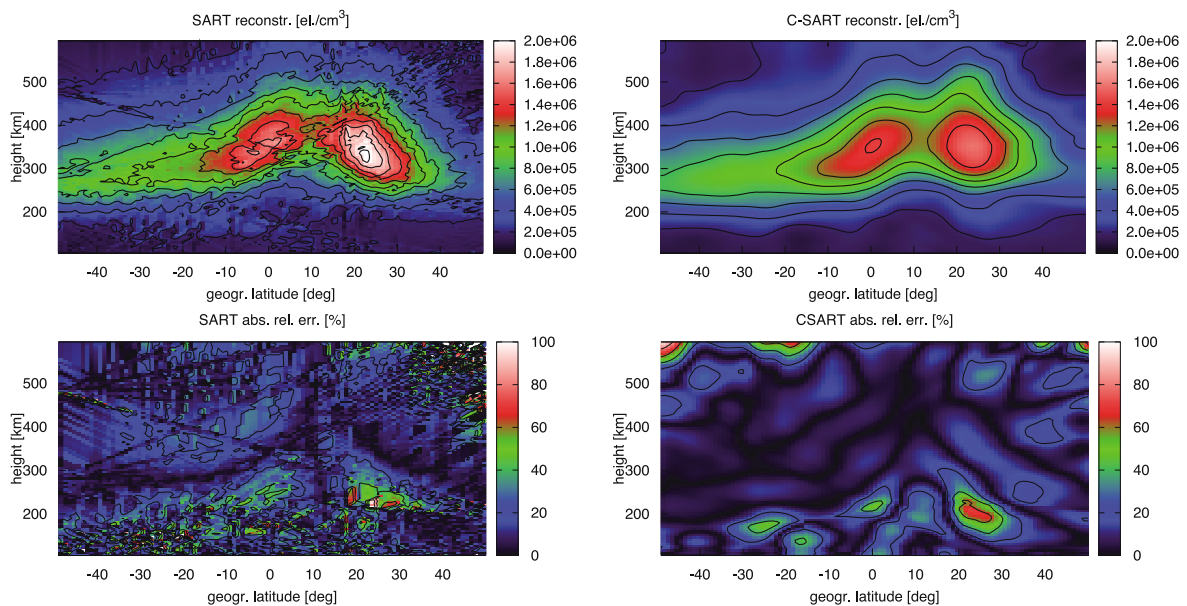 SART reconstr. [el./cm³]
height [km]
500
400
300
200
-40 -30 -20 -10 0 10 20 30 40
geogr. latitude [deg]
2.0e+06
1.8e+06
1.6e+06
1.4e+06
1.2e+06
1.0e+06
8.0e+05
6.0e+05
4.0e+05
2.0e+05
0.0e+00
C-SART reconstr. [el./cm³]
height [km]
500
400
300
200
-40 -30 -20 -10 0 10 20 30 40
geogr. latitude [deg]
2.0e+06
1.8e+06
1.6e+06
1.4e+06
1.2e+06
1.0e+06
8.0e+05
6.0e+05
4.0e+05
2.0e+05
0.0e+00
SART abs. rel. err. [%]
height [km]
500
400
300
200
-40 -30 -20 -10 0 10 20 30 40
geogr. latitude [deg]
100
80
60
40
20
0
CSART abs. rel. err. [%]
height [km]
500
400
300
200
-40 -30 -20 -10 0 10 20 30 40
geogr. latitude [deg]
100
80
60
40
20
0